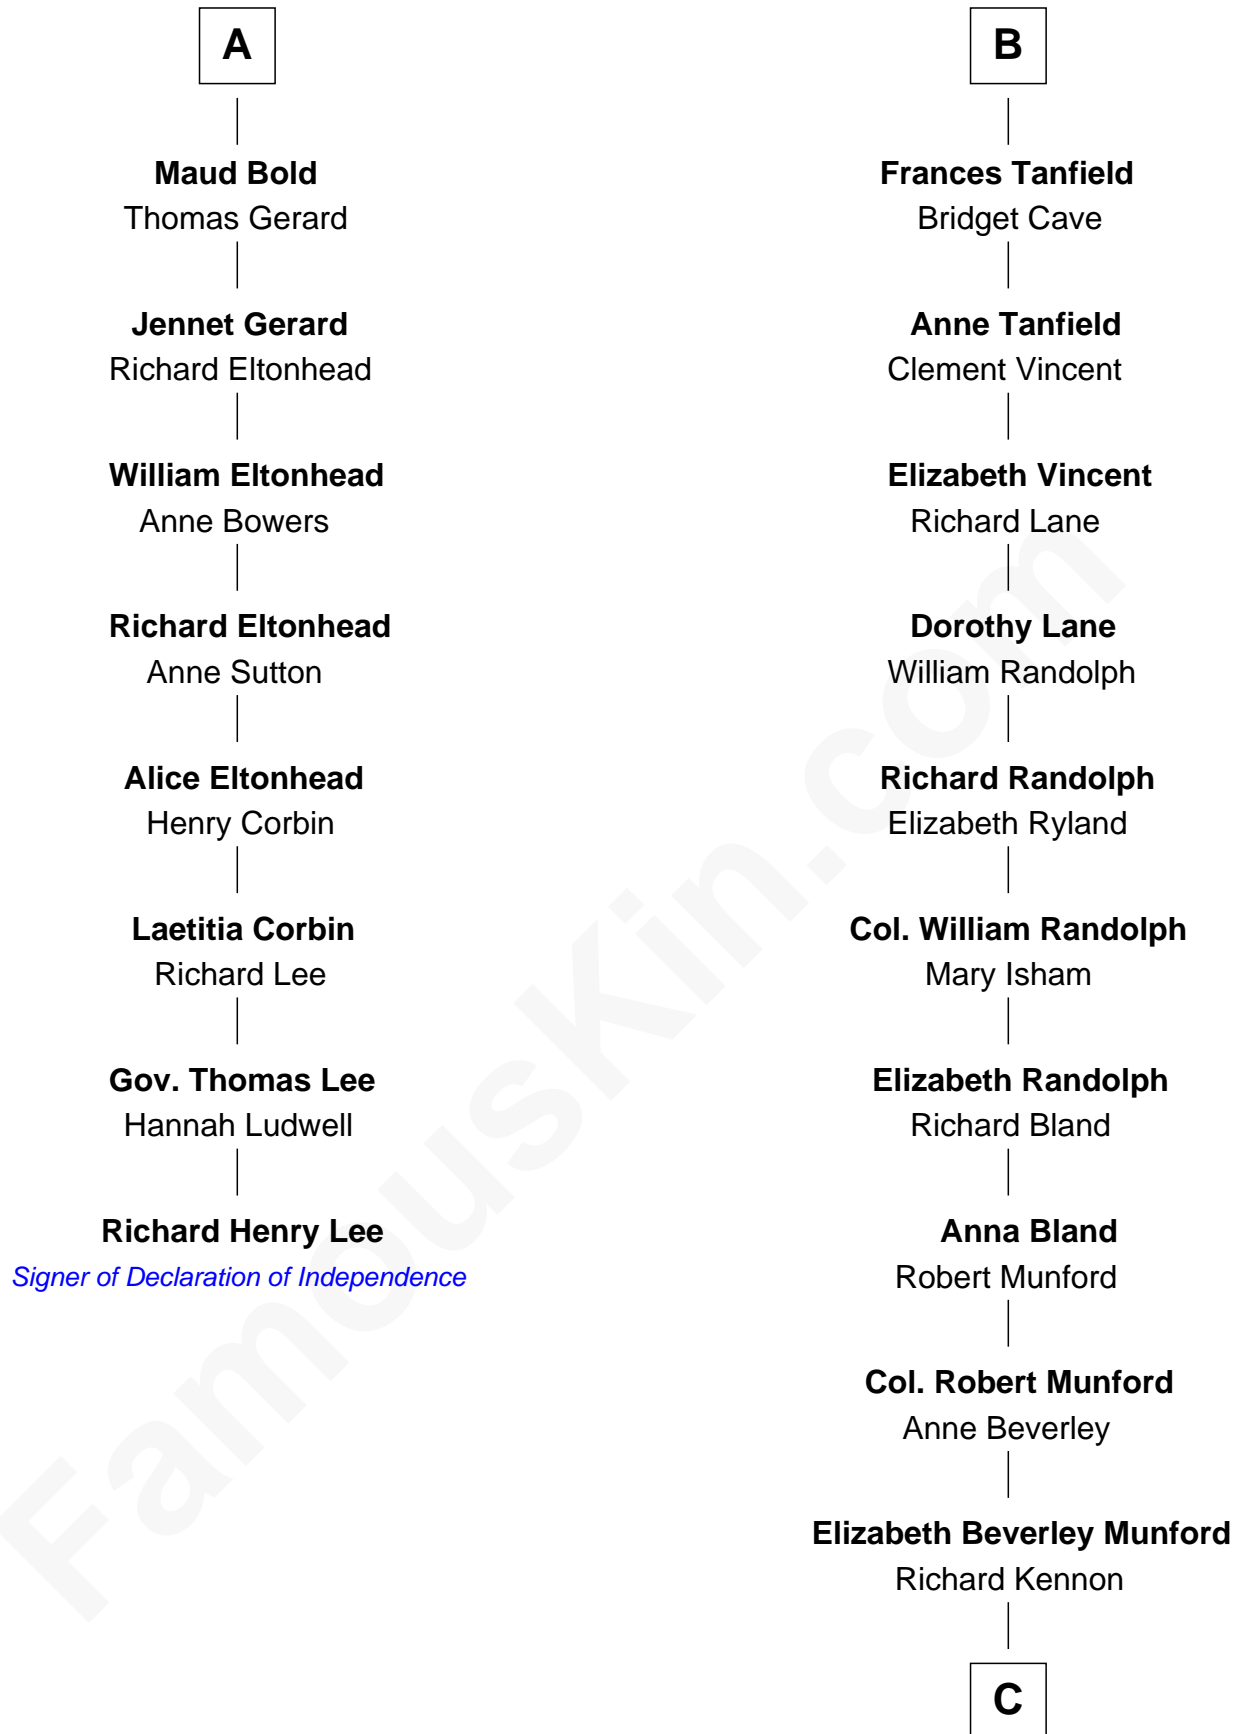 A
Maud Bold
Thomas Gerard
Jennet Gerard
Richard Eltonhead
William Eltonhead
Anne Bowers
Richard Eltonhead
Anne Sutton
Alice Eltonhead
Henry Corbin
Laetitia Corbin
Richard Lee
Gov. Thomas Lee
Hannah Ludwell
Richard Henry Lee
Signer of Declaration of Independence
B
Frances Tanfield
Bridget Cave
Anne Tanfield
Clement Vincent
Elizabeth Vincent
Richard Lane
Dorothy Lane
William Randolph
Richard Randolph
Elizabeth Ryland
Col. William Randolph
Mary Isham
Elizabeth Randolph
Richard Bland
Anna Bland
Robert Munford
Col. Robert Munford
Anne Beverley
Elizabeth Beverley Munford
Richard Kennon
C
FamousKin.com